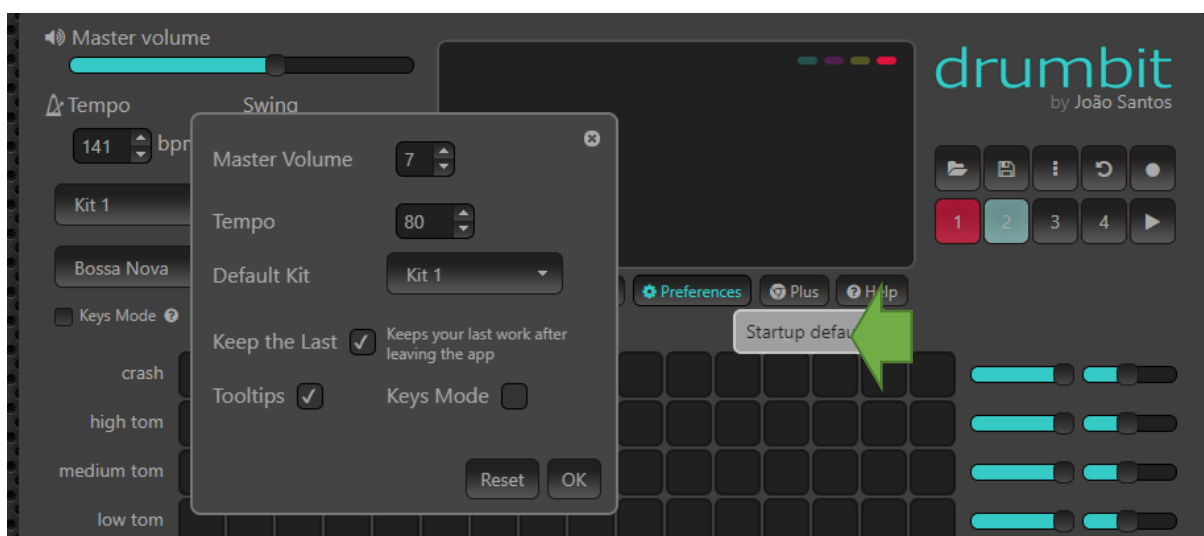 Master volume
drumbit
by João Santos
Tempo
Swing
141
bpm
Master Volume
7
Kit 1
Tempo
80
1
2
3
4
Bossa Nova
Default Kit
Kit 1
Preferences
Plus
Help
Keys Mode
Keep the Last
Keeps your last work after
leaving the app
Startup
crash
Tooltips
Keys Mode
high tom
medium tom
Reset
OK
low tom